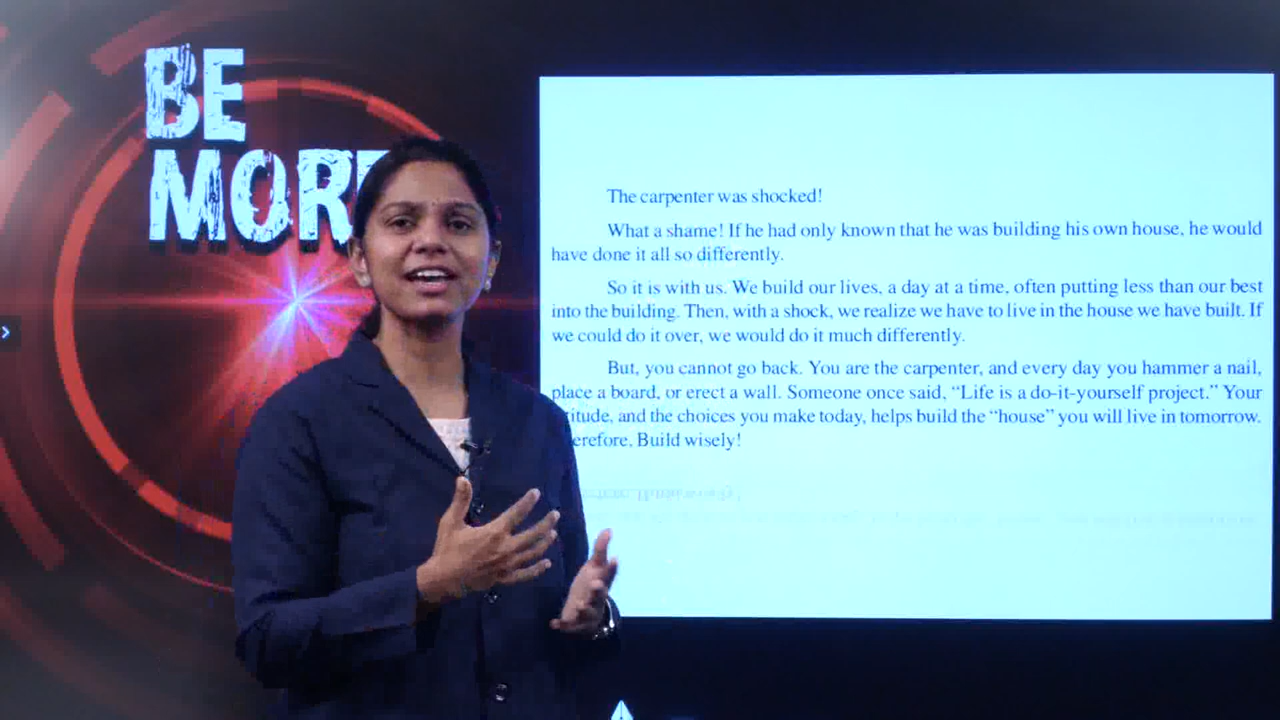 BE
MOR
The carpenter was shocked!
What a shame! If he had only known that he was building his own house, he would
have done it all so differently.
So it is with us. We build our lives, a day at a time, often putting less than our best
into the building. Then, with a shock, we realize we have to live in the house we have built. If
we could do it over, we would do it much differently.
But, you cannot go back. You are the carpenter, and every day you hammer a nail,
place a board, or erect a wall. Someone once said, “Life is a do-it-yourself project.” Your
titude, and the choices you make today, helps build the “house” you will live in tomorrow.
erefore, Build wisely!